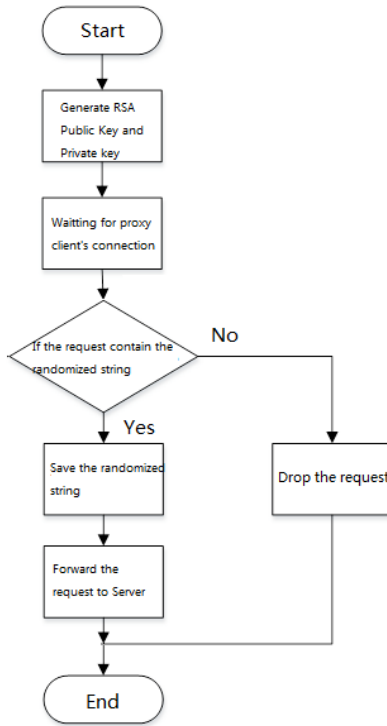 Start
Generate RSA
Public Key and
Private key
Waitting for proxy
client's connection
If the request contain the
randomized string
No
Yes
Save the randomized
string
Drop the request
Forward the
request to Server
End